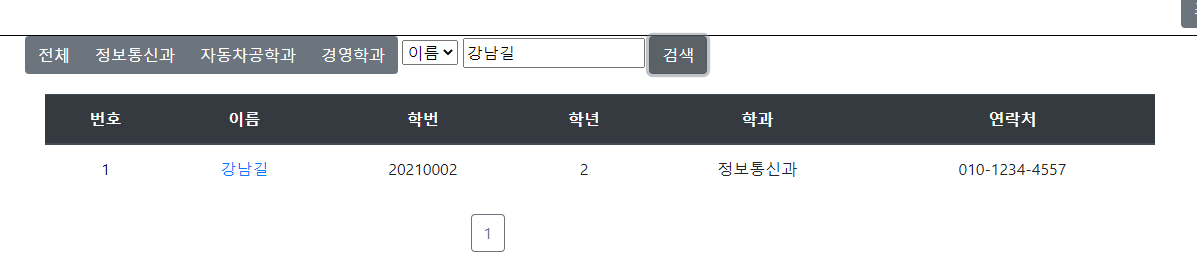 전체 정보통신과 자동차공학과 경영학과 이름 강남길 검색
번호 이름 학번 학년 학과 연락처
1 강남길 20210002 2 정보통신과 010-1234-4557
1